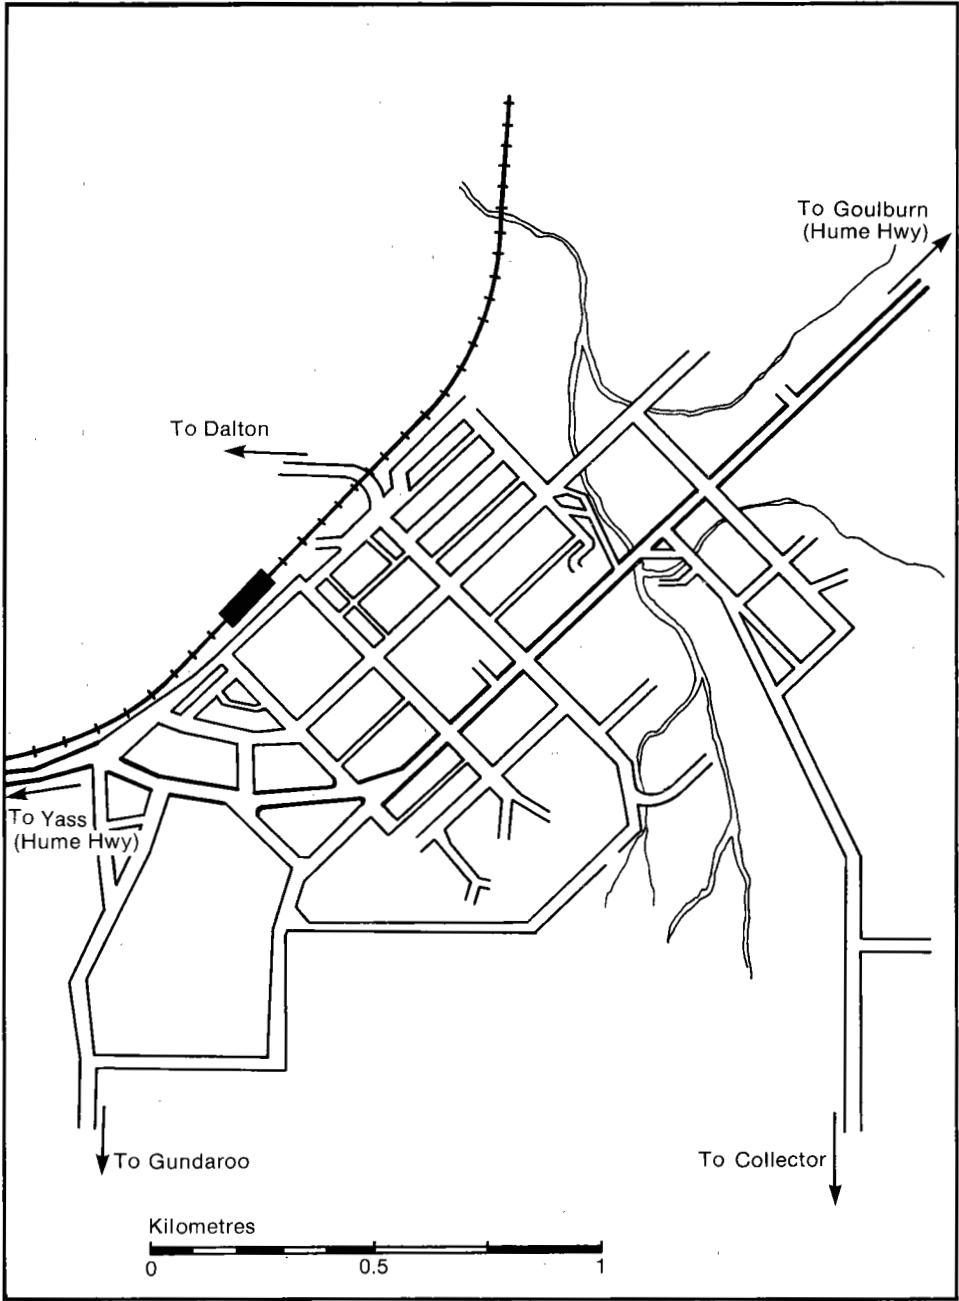 To Goulburn
(Hume Hwy)
To Dalton
To Yass
(Hume Hwy)
To Gundaroo
To Collector
Kilometres
0 0.5 1